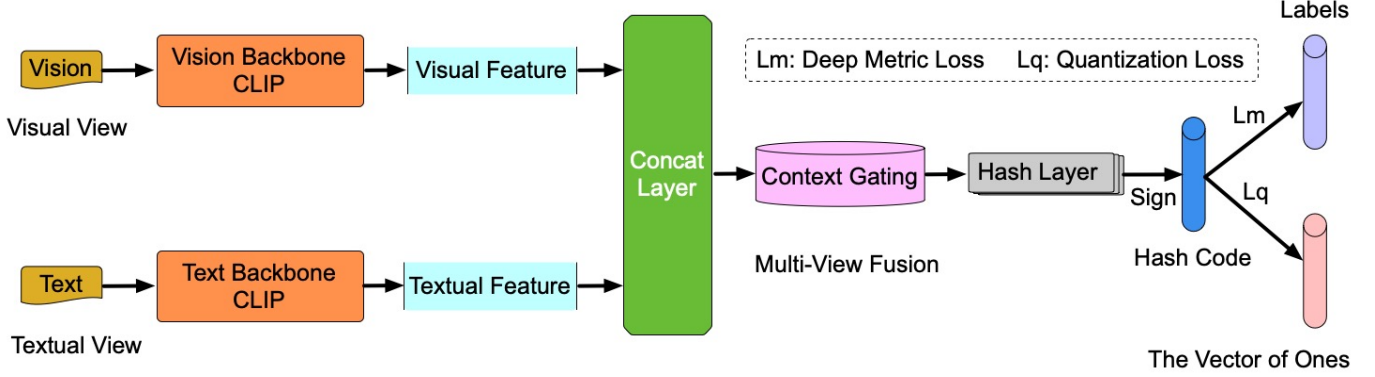 Labels
Vision
Vision Backbone
CLIP
Visual Feature
Lm: Deep Metric Loss Lq: Quantization Loss
Visual View
Concat
Layer
Context Gating
Hash Layer
Sign
Lm
Lq
Multi-View Fusion
Hash Code
Text
Text Backbone
CLIP
Textual Feature
Textual View
The Vector of Ones